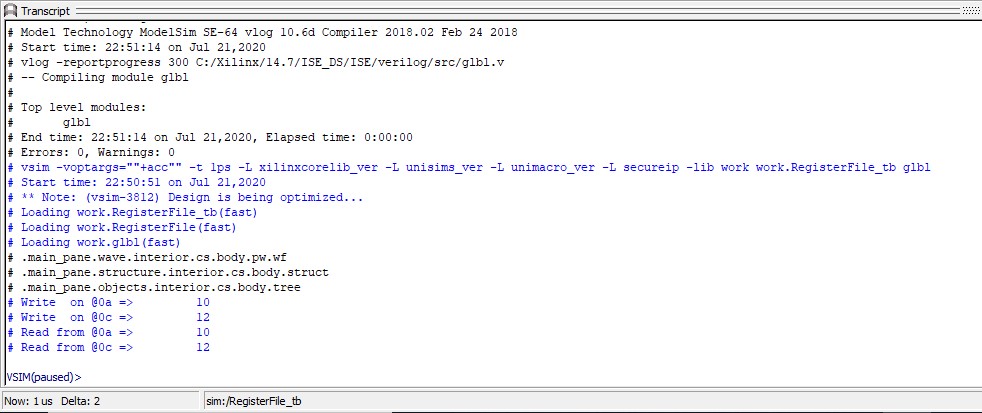 Transcript
# Model Technology ModelSim SE-64 vlog 10.6d Compiler 2018.02 Feb 24 2018
# Start time: 22:51:14 on Jul 21,2020
# vlog -reportprogress 300 C:/Xilinx/14.7/ISE_DS/ISE/verilog/src/glbl.v
# -- Compiling module glbl
#
# Top level modules:
#       glbl
# End time: 22:51:14 on Jul 21,2020, Elapsed time: 0:00:00
# Errors: 0, Warnings: 0
# vsim -voptargs=""+acc"" -t 1ps -L xilinxcorelib_ver -L unisims_ver -L unimacro_ver -L secureip -lib work work.RegisterFile_tb glbl
# Start time: 22:50:51 on Jul 21,2020
# ** Note: (vsim-3812) Design is being optimized...
# Loading work.RegisterFile_tb(fast)
# Loading work.RegisterFile(fast)
# Loading work.glbl(fast)
# .main_pane.wave.interior.cs.body.pw.wf
# .main_pane.structure.interior.cs.body.struct
# .main_pane.objects.interior.cs.body.tree
# Write  on @0a =>         10
# Write  on @0c =>         12
# Read from @0a =>         10
# Read from @0c =>         12
VSIM(paused)>
Now: 1 us  Delta: 2    sim:/RegisterFile_tb